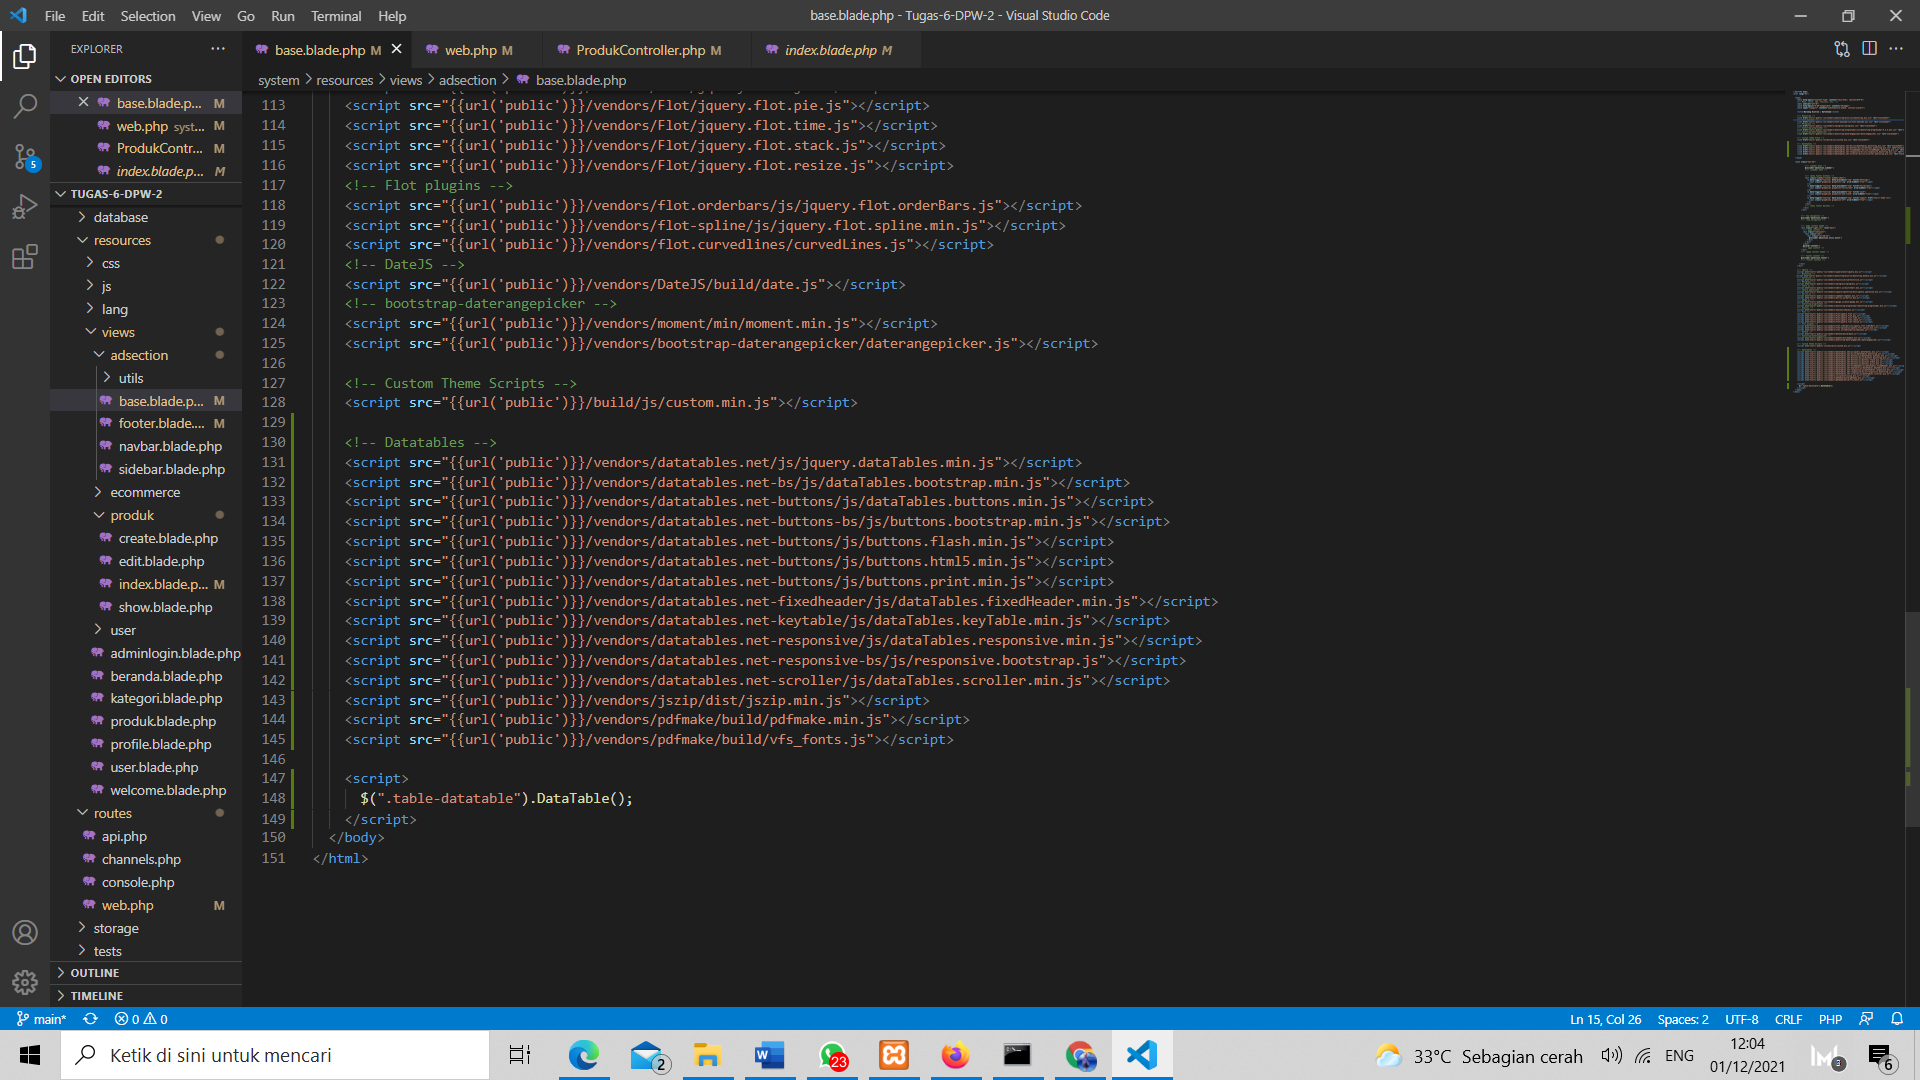 File Edit Selection View Go Run Terminal Help
base.blade.php - Tugas-6-DPW-2 - Visual Studio Code
EXPLORER
base.blade.php M
web.php M
ProdukController.php M
index.blade.php M
OPEN EDITORS
base.blade.p... M
web.php syst... M
ProdukContr... M
index.blade.p... M
TUGAS-6-DPW-2
database
resources
css
js
lang
views
adsection
utils
base.blade.p... M
footer.blade.... M
navbar.blade.php
sidebar.blade.php
ecommerce
produk
create.blade.php
edit.blade.php
index.blade.p... M
show.blade.php
user
adminlogin.blade.php
beranda.blade.php
kategori.blade.php
produk.blade.php
profile.blade.php
user.blade.php
welcome.blade.php
routes
api.php
channels.php
console.php
web.php M
storage
tests
OUTLINE
TIMELINE
system > resources > views > adsection > base.blade.php
113 <script src="{{url('public')}}/vendors/Flot/jquery.flot.pie.js"></script>
114 <script src="{{url('public')}}/vendors/Flot/jquery.flot.time.js"></script>
115 <script src="{{url('public')}}/vendors/Flot/jquery.flot.stack.js"></script>
116 <script src="{{url('public')}}/vendors/Flot/jquery.flot.resize.js"></script>
117 <!-- Flot plugins -->
118 <script src="{{url('public')}}/vendors/flot.orderbars/js/jquery.flot.orderBars.js"></script>
119 <script src="{{url('public')}}/vendors/flot-spline/js/jquery.flot.spline.min.js"></script>
120 <script src="{{url('public')}}/vendors/flot.curvedlines/curvedLines.js"></script>
121 <!-- DateJS -->
122 <script src="{{url('public')}}/vendors/DateJS/build/date.js"></script>
123 <!-- bootstrap-daterangepicker -->
124 <script src="{{url('public')}}/vendors/moment/min/moment.min.js"></script>
125 <script src="{{url('public')}}/vendors/bootstrap-daterangepicker/daterangepicker.js"></script>
126
127 <!-- Custom Theme Scripts -->
128 <script src="{{url('public')}}/build/js/custom.min.js"></script>
129
130 <!-- Datatables -->
131 <script src="{{url('public')}}/vendors/datatables.net/js/jquery.dataTables.min.js"></script>
132 <script src="{{url('public')}}/vendors/datatables.net-bs/js/dataTables.bootstrap.min.js"></script>
133 <script src="{{url('public')}}/vendors/datatables.net-buttons/js/dataTables.buttons.min.js"></script>
134 <script src="{{url('public')}}/vendors/datatables.net-buttons-bs/js/buttons.bootstrap.min.js"></script>
135 <script src="{{url('public')}}/vendors/datatables.net-buttons/js/buttons.flash.min.js"></script>
136 <script src="{{url('public')}}/vendors/datatables.net-buttons/js/buttons.html5.min.js"></script>
137 <script src="{{url('public')}}/vendors/datatables.net-buttons/js/buttons.print.min.js"></script>
138 <script src="{{url('public')}}/vendors/datatables.net-fixedheader/js/dataTables.fixedHeader.min.js"></script>
139 <script src="{{url('public')}}/vendors/datatables.net-keytable/js/dataTables.keyTable.min.js"></script>
140 <script src="{{url('public')}}/vendors/datatables.net-responsive/js/dataTables.responsive.min.js"></script>
141 <script src="{{url('public')}}/vendors/datatables.net-responsive-bs/js/responsive.bootstrap.js"></script>
142 <script src="{{url('public')}}/vendors/datatables.net-scroller/js/dataTables.scroller.min.js"></script>
143 <script src="{{url('public')}}/vendors/jszip/dist/jszip.min.js"></script>
144 <script src="{{url('public')}}/vendors/pdfmake/build/pdfmake.min.js"></script>
145 <script src="{{url('public')}}/vendors/pdfmake/build/vfs_fonts.js"></script>
146
147 <script>
148 $(".table-datatable").DataTable();
149 </script>
150 </body>
151 </html>
5
main* 0 0
Ln 15, Col 26 Spaces: 2 UTF-8 CRLF PHP
Ketik di sini untuk mencari
2
23
33°C Sebagian cerah
ENG
12:04
01/12/2021
3
6